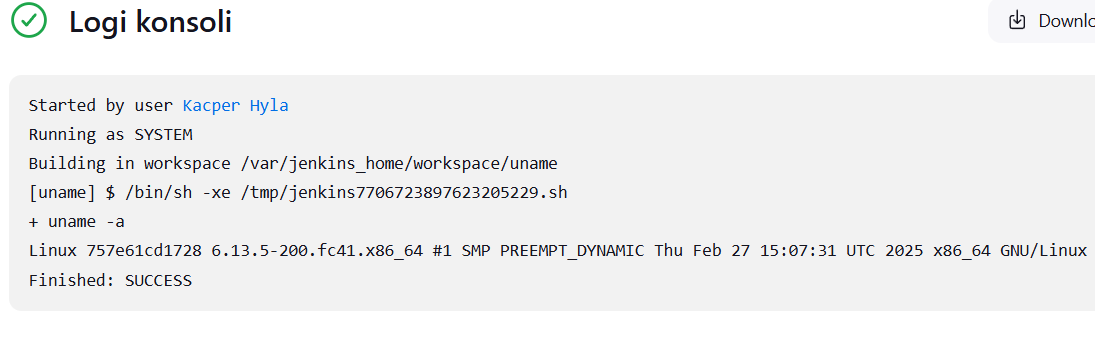 Logi konsoli
Downlo
Started by user Kacper Hyla
Running as SYSTEM
Building in workspace /var/jenkins_home/workspace/uname
[uname] $ /bin/sh -xe /tmp/jenkins7706723897623205229.sh
+ uname -a
Linux 757e61cd1728 6.13.5-200.fc41.x86_64 #1 SMP PREEMPT_DYNAMIC Thu Feb 27 15:07:31 UTC 2025 x86_64 GNU/Linux
Finished: SUCCESS